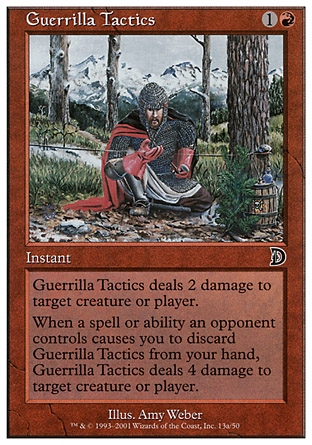 Guerrilla Tactics 1
Instant
Guerrilla Tactics deals 2 damage to
target creature or player.
When a spell or ability an opponent
controls causes you to discard
Guerrilla Tactics from your hand,
Guerrilla Tactics deals 4 damage to
target creature or player.
Illus. Amy Weber
™ & © 1993–2001 Wizards of the Coast, Inc. 13a/50